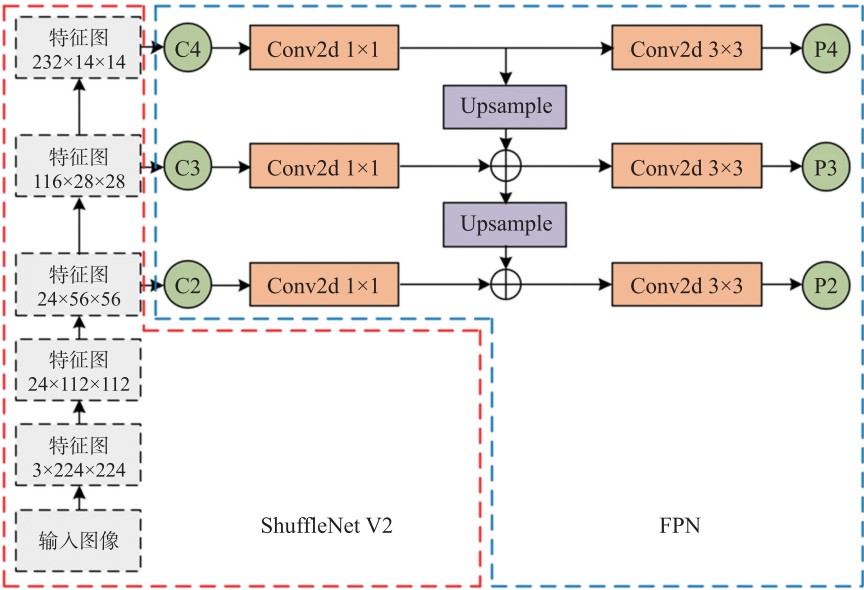 特征图
232×14×14
C4
Conv2d 1×1
Conv2d 3×3
P4
Upsample
特征图
116×28×28
C3
Conv2d 1×1
Conv2d 3×3
P3
Upsample
特征图
24×56×56
C2
Conv2d 1×1
Conv2d 3×3
P2
特征图
24×112×112
特征图
3×224×224
输入图像
ShuffleNet V2
FPN